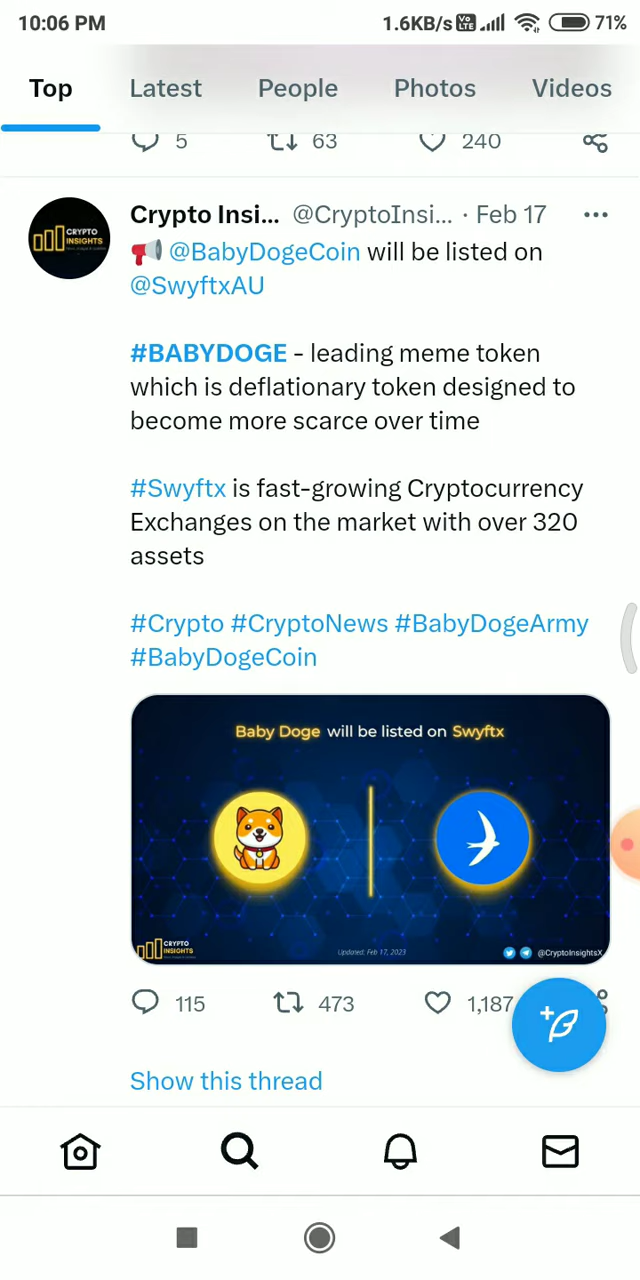 10:06 PM 1.6KB/s Vo LTE 71%
Top Latest People Photos Videos
5 63 240
CRYPTO
INSIGHTS
Crypto Insi... @CryptoInsi... · Feb 17
📢 @BabyDogeCoin will be listed on
@SwyftxAU
#BABYDOGE - leading meme token
which is deflationary token designed to
become more scarce over time
#Swyftx is fast-growing Cryptocurrency
Exchanges on the market with over 320
assets
#Crypto #CryptoNews #BabyDogeArmy
#BabyDogeCoin
Baby Doge will be listed on Swyftx
CRYPTO
INSIGHTS
Updated: Feb 17, 2023
@CryptoInsightsX
115 473 1,187
Show this thread